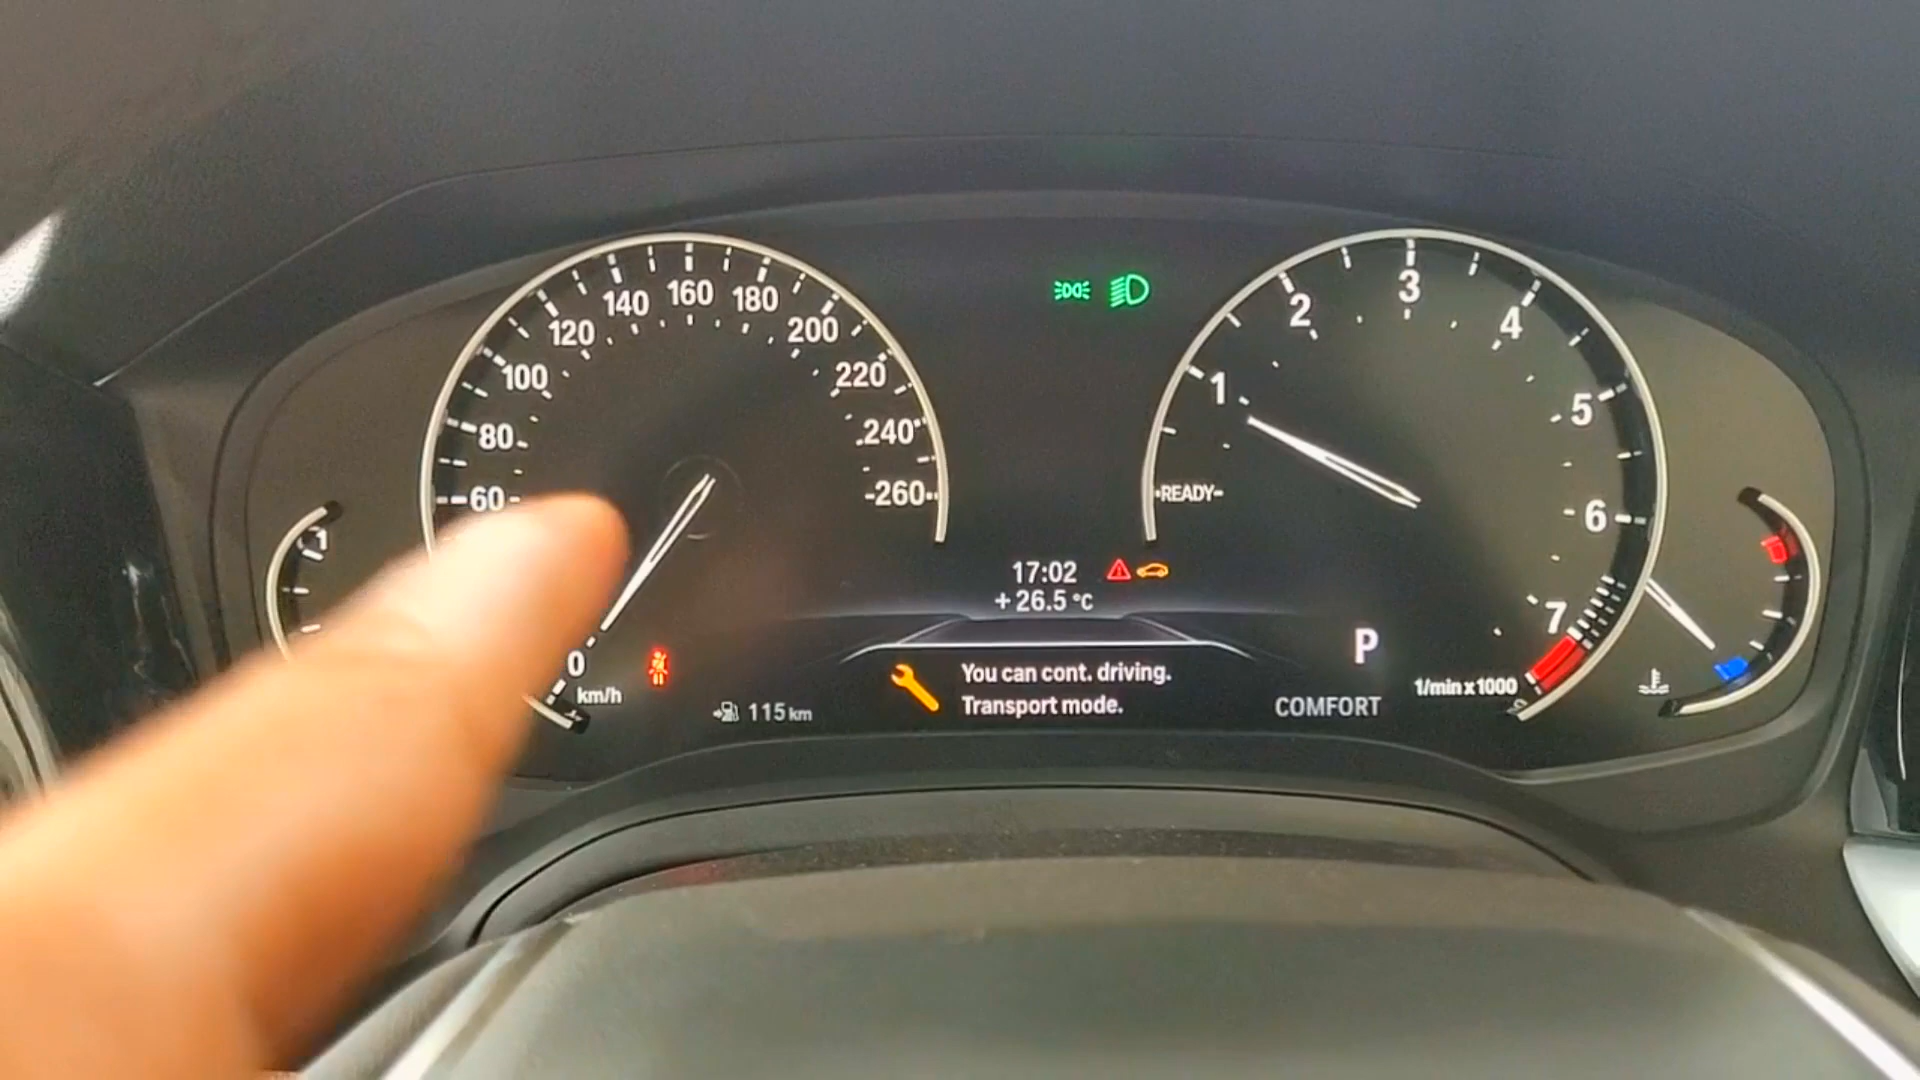 0
60
80
100
120
140
160
180
200
220
240
260
km/h
1
115 km
17:02
+26.5 °C
You can cont. driving.
Transport mode.
READY
1
2
3
4
5
6
7
1/min x 1000
P
COMFORT